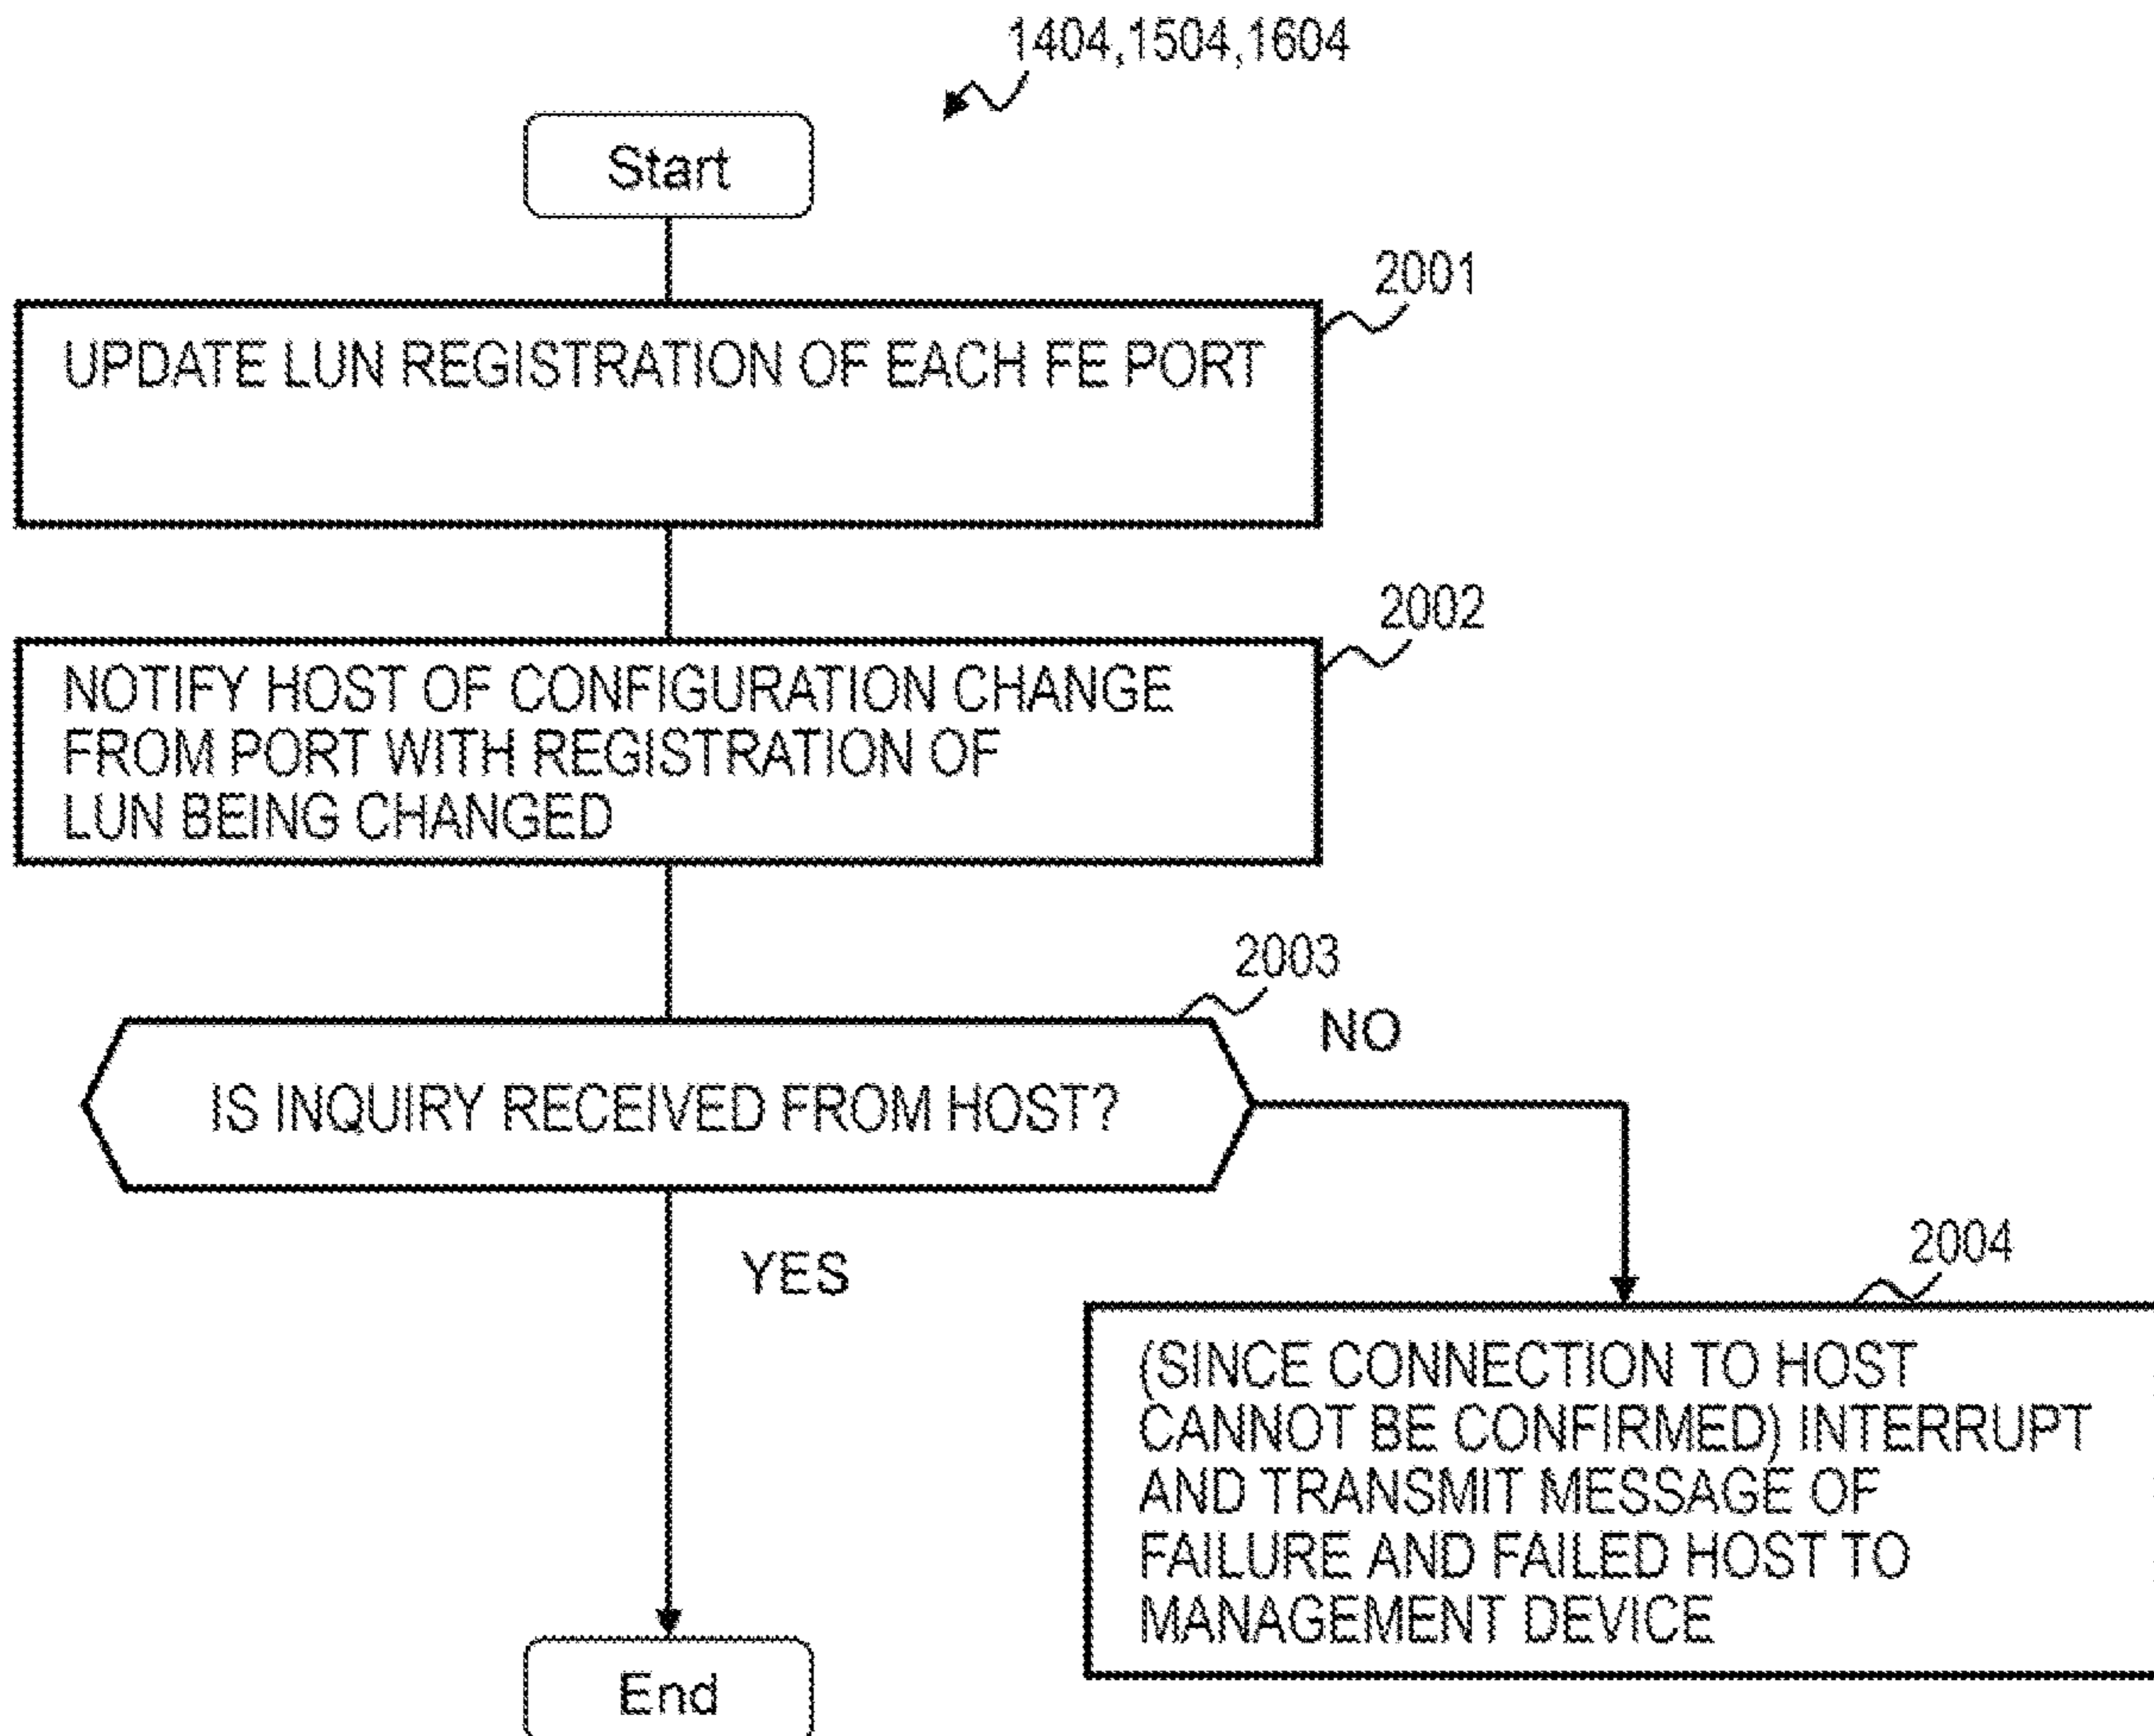 1404,1504,1604
Start
2001
UPDATE LUN REGISTRATION OF EACH FE PORT
2002
NOTIFY HOST OF CONFIGURATION CHANGE
FROM PORT WITH REGISTRATION OF
LUN BEING CHANGED
2003
NO
IS INQUIRY RECEIVED FROM HOST?
YES
2004
(SINCE CONNECTION TO HOST
CANNOT BE CONFIRMED) INTERRUPT
AND TRANSMIT MESSAGE OF
FAILURE AND FAILED HOST TO
MANAGEMENT DEVICE
End